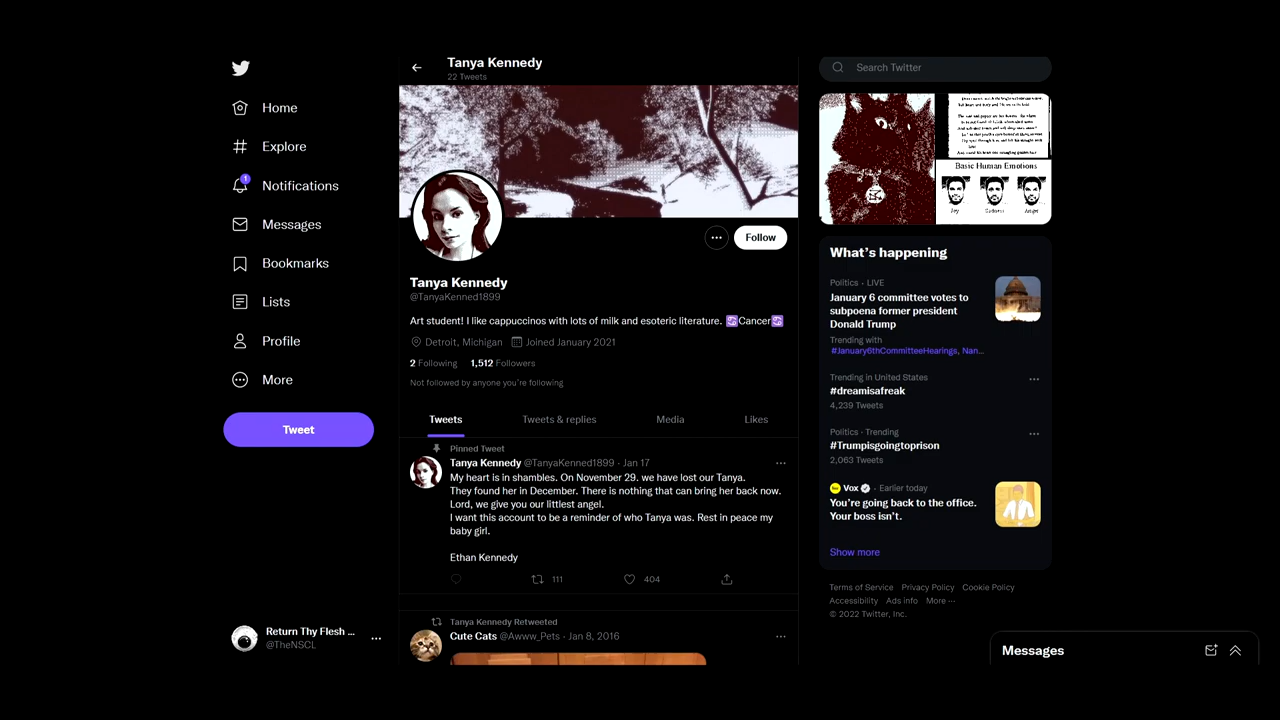 Home
Explore
1
Notifications
Messages
Bookmarks
Lists
Profile
More
Tweet
Return Thy Flesh ...
@TheNSCL
Tanya Kennedy
22 Tweets
Follow
Tanya Kennedy
@TanyaKenned1899
Art student! I like cappuccinos with lots of milk and esoteric literature. ♋Cancer♋
Detroit, Michigan Joined January 2021
2 Following 1,512 Followers
Not followed by anyone you're following
Tweets Tweets & replies Media Likes
Pinned Tweet
Tanya Kennedy @TanyaKenned1899 · Jan 17
My heart is in shambles. On November 29. we have lost our Tanya.
They found her in December. There is nothing that can bring her back now.
Lord, we give you our littiest angel.
I want this account to be a reminder of who Tanya was. Rest in peace my
baby girl.
Ethan Kennedy
111 404
Tanya Kennedy Retweeted
Cute Cats @Awww_Pets · Jan 8, 2016
Search Twitter
Basic Human Emotions
Joy Sadness Anger
What's happening
Politics · LIVE
January 6 committee votes to
subpoena former president
Donald Trump
Trending with
#January6thCommitteeHearings, Nan...
Trending in United States
#dreamisafreak
4,239 Tweets
Politics · Trending
#Trumpisgoingtoprison
2,063 Tweets
Vox · Earlier today
You're going back to the office.
Your boss isn't.
Show more
Terms of Service Privacy Policy Cookie Policy
Accessibility Ads info More ···
© 2022 Twitter, Inc.
Messages